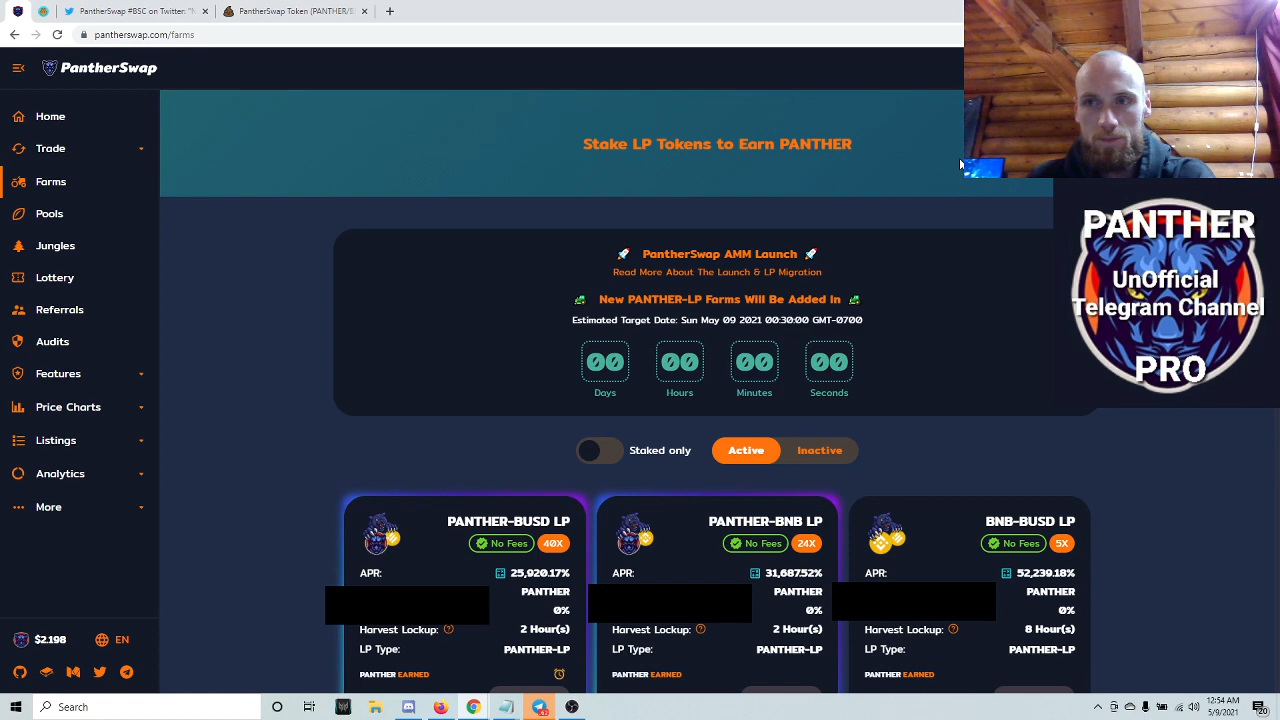 Pantherswap #BSC on Twitter: "N
PantherSwap Token (PANTHER/B
pantherswap.com/farms
PantherSwap
Home
Trade
Farms
Pools
Jungles
Lottery
Referrals
Audits
Features
Price Charts
Listings
Analytics
More
$2.198
EN
Stake LP Tokens to Earn PANTHER
🚀 PantherSwap AMM Launch 🚀
Read More About The Launch & LP Migration
🚜 New PANTHER-LP Farms Will Be Added In 🚜
Estimated Target Date: Sun May 09 2021 00:30:00 GMT-0700
00 00 00 00
Days Hours Minutes Seconds
Staked only Active Inactive
PANTHER-BUSD LP
No Fees 40X
APR: 25,920.17%
PANTHER
0%
Harvest Lockup: 2 Hour(s)
LP Type: PANTHER-LP
PANTHER EARNED
PANTHER-BNB LP
No Fees 24X
APR: 31,687.52%
PANTHER
0%
Harvest Lockup: 2 Hour(s)
LP Type: PANTHER-LP
PANTHER EARNED
BNB-BUSD LP
No Fees 5X
APR: 52,239.18%
PANTHER
0%
Harvest Lockup: 8 Hour(s)
LP Type: PANTHER-LP
PANTHER EARNED
PANTHER
UnOfficial
Telegram Channel
PRO
Search
12:54 AM
5/9/2021
20